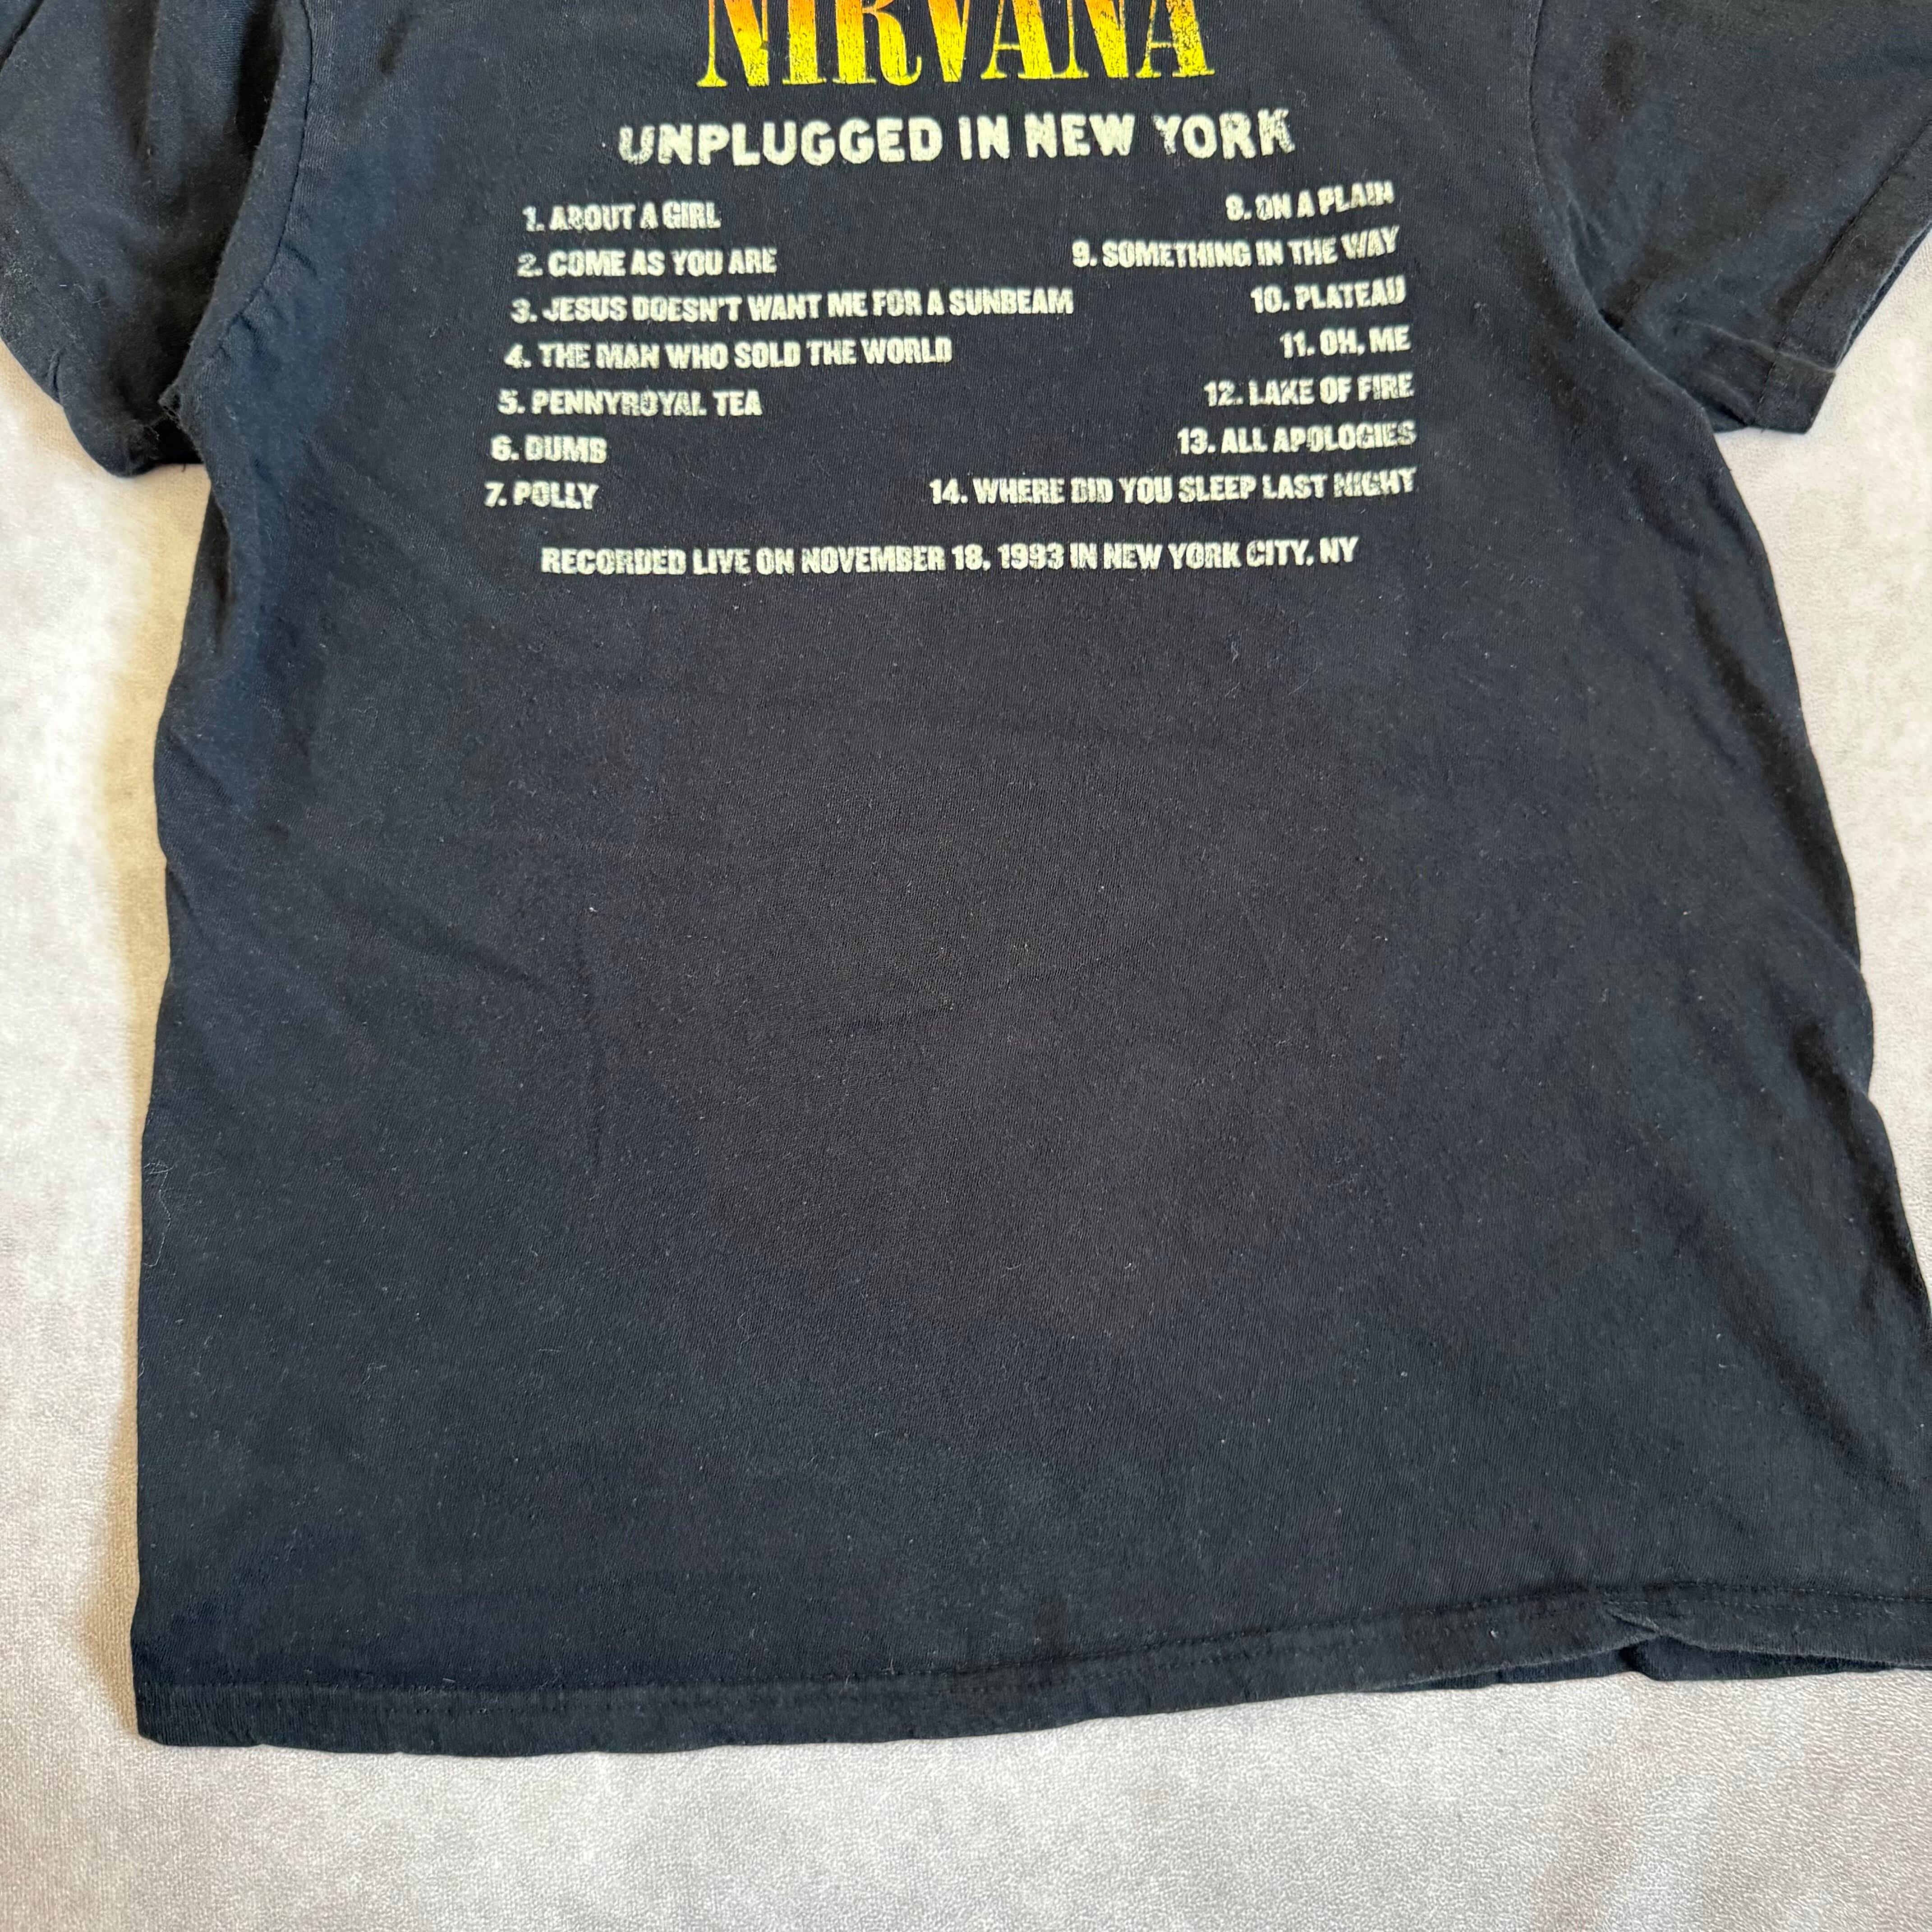 NIRVANA
UNPLUGGED IN NEW YORK
1. ABOUT A GIRL
2. COME AS YOU ARE
3. JESUS DOESN'T WANT ME FOR A SUNBEAM
4. THE MAN WHO SOLD THE WORLD
5. PENNYROYAL TEA
6. DUMB
7. POLLY
8. ON A PLAIN
9. SOMETHING IN THE WAY
10. PLATEAU
11. OH, ME
12. LAKE OF FIRE
13. ALL APOLOGIES
14. WHERE DID YOU SLEEP LAST NIGHT
RECORDED LIVE ON NOVEMBER 18, 1993 IN NEW YORK CITY, NY